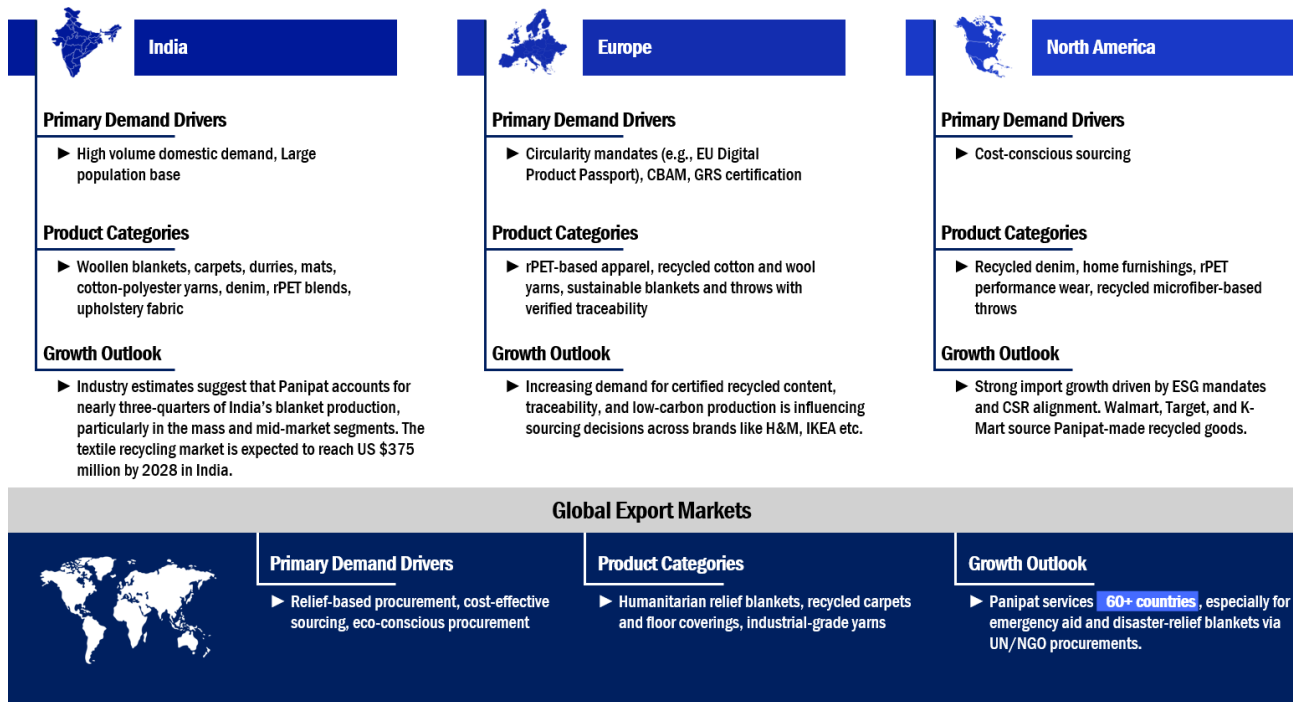 India
Primary Demand Drivers
► High volume domestic demand, Large
population base
Product Categories
► Woollen blankets, carpets, durries, mats,
cotton-polyester yarns, denim, rPET blends,
upholstery fabric
Growth Outlook
► Industry estimates suggest that Panipat accounts for
nearly three-quarters of India’s blanket production,
particularly in the mass and mid-market segments. The
textile recycling market is expected to reach US $375
million by 2028 in India.
Europe
Primary Demand Drivers
► Circularity mandates (e.g., EU Digital
Product Passport), CBAM, GRS certification
Product Categories
► rPET-based apparel, recycled cotton and wool
yarns, sustainable blankets and throws with
verified traceability
Growth Outlook
► Increasing demand for certified recycled content,
traceability, and low-carbon production is influencing
sourcing decisions across brands like H&M, IKEA etc.
North America
Primary Demand Drivers
► Cost-conscious sourcing
Product Categories
► Recycled denim, home furnishings, rPET
performance wear, recycled microfiber-based
throws
Growth Outlook
► Strong import growth driven by ESG mandates
and CSR alignment. Walmart, Target, and K-
Mart source Panipat-made recycled goods.
Global Export Markets
Primary Demand Drivers
► Relief-based procurement, cost-effective
sourcing, eco-conscious procurement
Product Categories
► Humanitarian relief blankets, recycled carpets
and floor coverings, industrial-grade yarns
Growth Outlook
► Panipat services 60+ countries, especially for
emergency aid and disaster-relief blankets via
UN/NGO procurements.